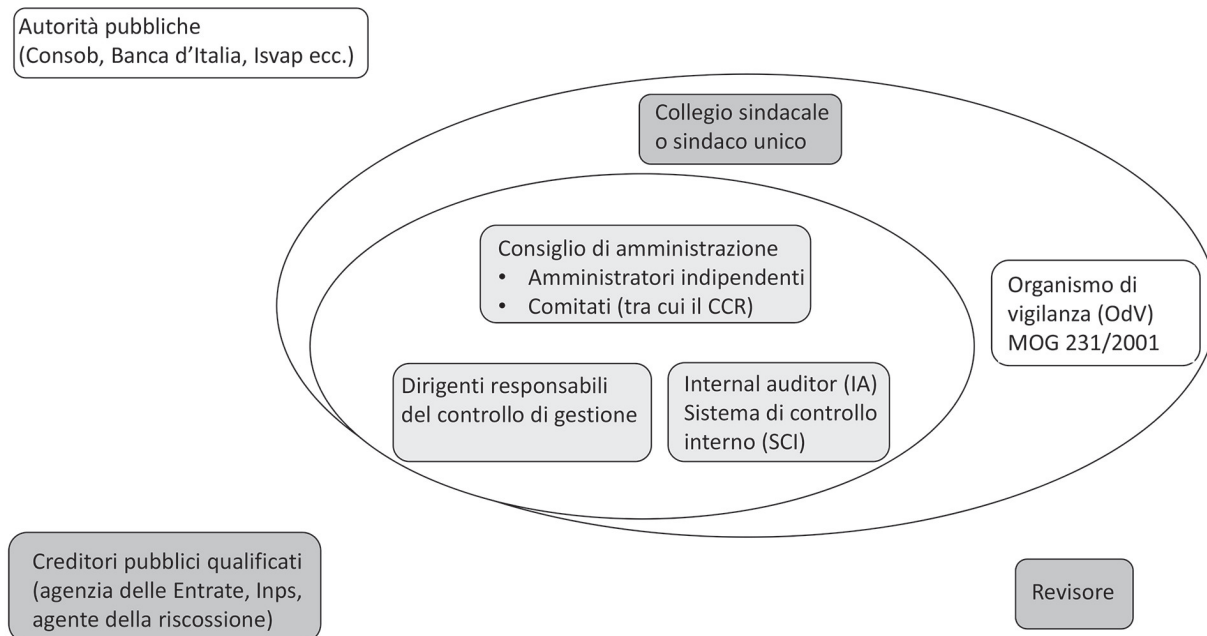 Autorità pubbliche
(Consob, Banca d’Italia, Isvap ecc.)
Collegio sindacale
o sindaco unico
Consiglio di amministrazione
• Amministratori indipendenti
• Comitati (tra cui il CCR)
Organismo di
vigilanza (OdV)
MOG 231/2001
Dirigenti responsabili
del controllo di gestione
Internal auditor (IA)
Sistema di controllo
interno (SCI)
Creditori pubblici qualificati
(agenzia delle Entrate, Inps,
agente della riscossione)
Revisore